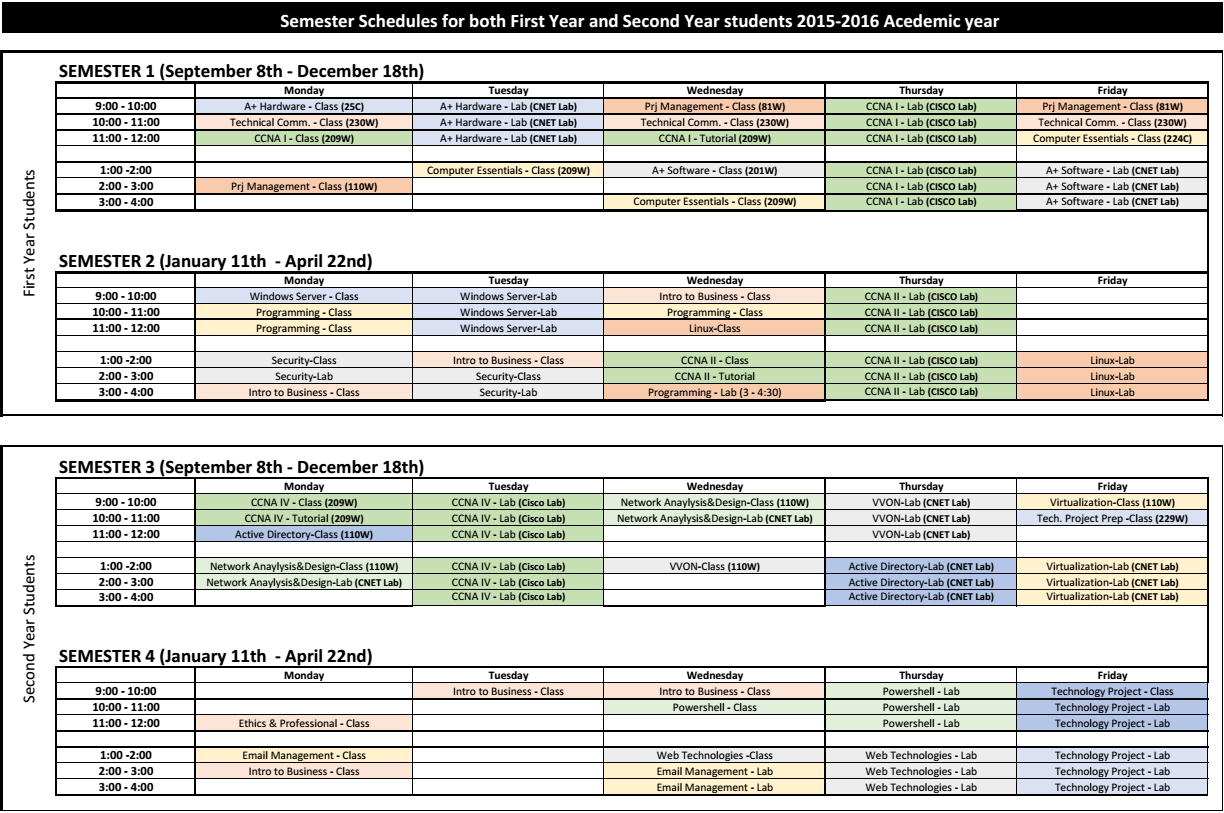 Semester Schedules for both First Year and Second Year students 2015-2016 Acedemic year
First Year Students
SEMESTER 1 (September 8th - December 18th)
Monday Tuesday Wednesday Thursday Friday
9:00 - 10:00 A+ Hardware - Class (25C) A+ Hardware - Lab (CNET Lab) Prj Management - Class (81W) CCNA I - Lab (CISCO Lab) Prj Management - Class (81W)
10:00 - 11:00 Technical Comm. - Class (230W) A+ Hardware - Lab (CNET Lab) Technical Comm. - Class (230W) CCNA I - Lab (CISCO Lab) Technical Comm. - Class (230W)
11:00 - 12:00 CCNA I - Class (209W) A+ Hardware - Lab (CNET Lab) CCNA I - Tutorial (209W) CCNA I - Lab (CISCO Lab) Computer Essentials - Class (224C)
1:00 -2:00 Computer Essentials - Class (209W) A+ Software - Class (201W) CCNA I - Lab (CISCO Lab) A+ Software - Lab (CNET Lab)
2:00 - 3:00 Prj Management - Class (110W) CCNA I - Lab (CISCO Lab) A+ Software - Lab (CNET Lab)
3:00 - 4:00 Computer Essentials - Class (209W) CCNA I - Lab (CISCO Lab) A+ Software - Lab (CNET Lab)
SEMESTER 2 (January 11th - April 22nd)
Monday Tuesday Wednesday Thursday Friday
9:00 - 10:00 Windows Server - Class Windows Server-Lab Intro to Business - Class CCNA II - Lab (CISCO Lab)
10:00 - 11:00 Programming - Class Windows Server-Lab Programming - Class CCNA II - Lab (CISCO Lab)
11:00 - 12:00 Programming - Class Windows Server-Lab Linux-Class CCNA II - Lab (CISCO Lab)
1:00 -2:00 Security-Class Intro to Business - Class CCNA II - Class CCNA II - Lab (CISCO Lab) Linux-Lab
2:00 - 3:00 Security-Lab Security-Class CCNA II - Tutorial CCNA II - Lab (CISCO Lab) Linux-Lab
3:00 - 4:00 Intro to Business - Class Security-Lab Programming - Lab (3 - 4:30) CCNA II - Lab (CISCO Lab) Linux-Lab
Second Year Students
SEMESTER 3 (September 8th - December 18th)
Monday Tuesday Wednesday Thursday Friday
9:00 - 10:00 CCNA IV - Class (209W) CCNA IV - Lab (Cisco Lab) Network Anaylysis&Design-Class (110W) VVON-Lab (CNET Lab) Virtualization-Class (110W)
10:00 - 11:00 CCNA IV - Tutorial (209W) CCNA IV - Lab (Cisco Lab) Network Anaylysis&Design-Lab (CNET Lab) VVON-Lab (CNET Lab) Tech. Project Prep -Class (229W)
11:00 - 12:00 Active Directory-Class (110W) CCNA IV - Lab (Cisco Lab) VVON-Lab (CNET Lab)
1:00 -2:00 Network Anaylysis&Design-Class (110W) CCNA IV - Lab (Cisco Lab) VVON-Class (110W) Active Directory-Lab (CNET Lab) Virtualization-Lab (CNET Lab)
2:00 - 3:00 Network Anaylysis&Design-Lab (CNET Lab) CCNA IV - Lab (Cisco Lab) Active Directory-Lab (CNET Lab) Virtualization-Lab (CNET Lab)
3:00 - 4:00 CCNA IV - Lab (Cisco Lab) Active Directory-Lab (CNET Lab) Virtualization-Lab (CNET Lab)
SEMESTER 4 (January 11th - April 22nd)
Monday Tuesday Wednesday Thursday Friday
9:00 - 10:00 Intro to Business - Class Intro to Business - Class Powershell - Lab Technology Project - Class
10:00 - 11:00 Powershell - Class Powershell - Lab Technology Project - Lab
11:00 - 12:00 Ethics & Professional - Class Powershell - Lab Technology Project - Lab
1:00 -2:00 Email Management - Class Web Technologies -Class Web Technologies - Lab Technology Project - Lab
2:00 - 3:00 Intro to Business - Class Email Management - Lab Web Technologies - Lab Technology Project - Lab
3:00 - 4:00 Email Management - Lab Web Technologies - Lab Technology Project - Lab